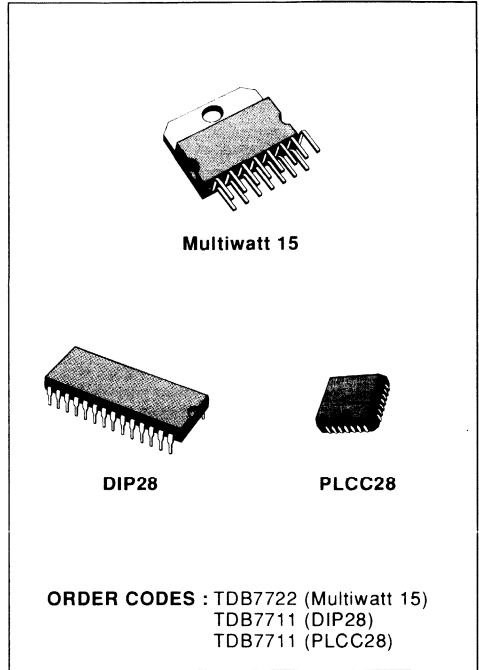 Multiwatt 15
DIP28
PLCC28
ORDER CODES : TDB7722 (Multiwatt 15)
TDB7711 (DIP28)
TDB7711 (PLCC28)